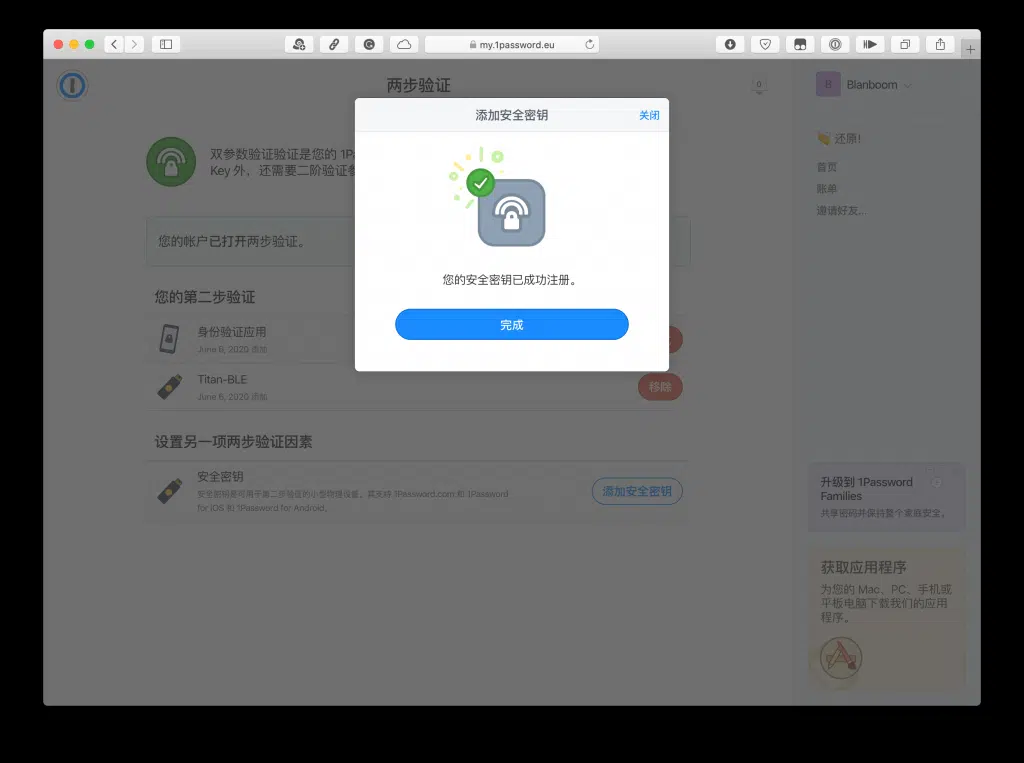 my.1password.eu
两步验证
0
B
Blanboom
添加安全密钥
关闭
双参数验证验证是您的 1Pa
Key 外，还需要二阶验证
👏 还原!
首页
账单
邀请好友...
您的帐户已打开两步验证。
您的安全密钥已成功注册。
完成
您的第二步验证
身份验证应用
June 6, 2020 添加
Titan-BLE
June 6, 2020 添加
移除
设置另一项两步验证因素
安全密钥
安全密钥是可用于第二步验证的小型物理设备。其支持 1Password.com 和 1Password
for iOS 和 1Password for Android。
添加安全密钥
升级到 1Password
Families
共享密码并保持整个家庭安全。
获取应用程序
为您的 Mac、PC、手机或
平板电脑下载我们的应用
程序。